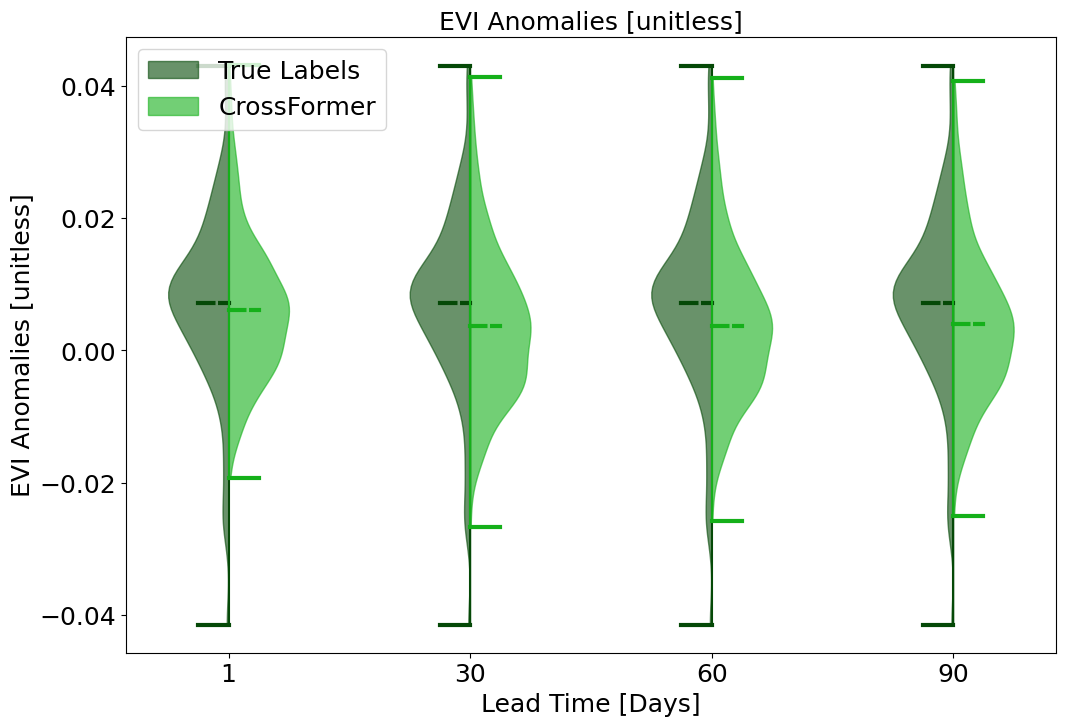 EVI Anomalies [unitless]
True Labels
CrossFormer
EVI Anomalies [unitless]
0.04
0.02
0.00
−0.02
−0.04
1 30 60 90
Lead Time [Days]